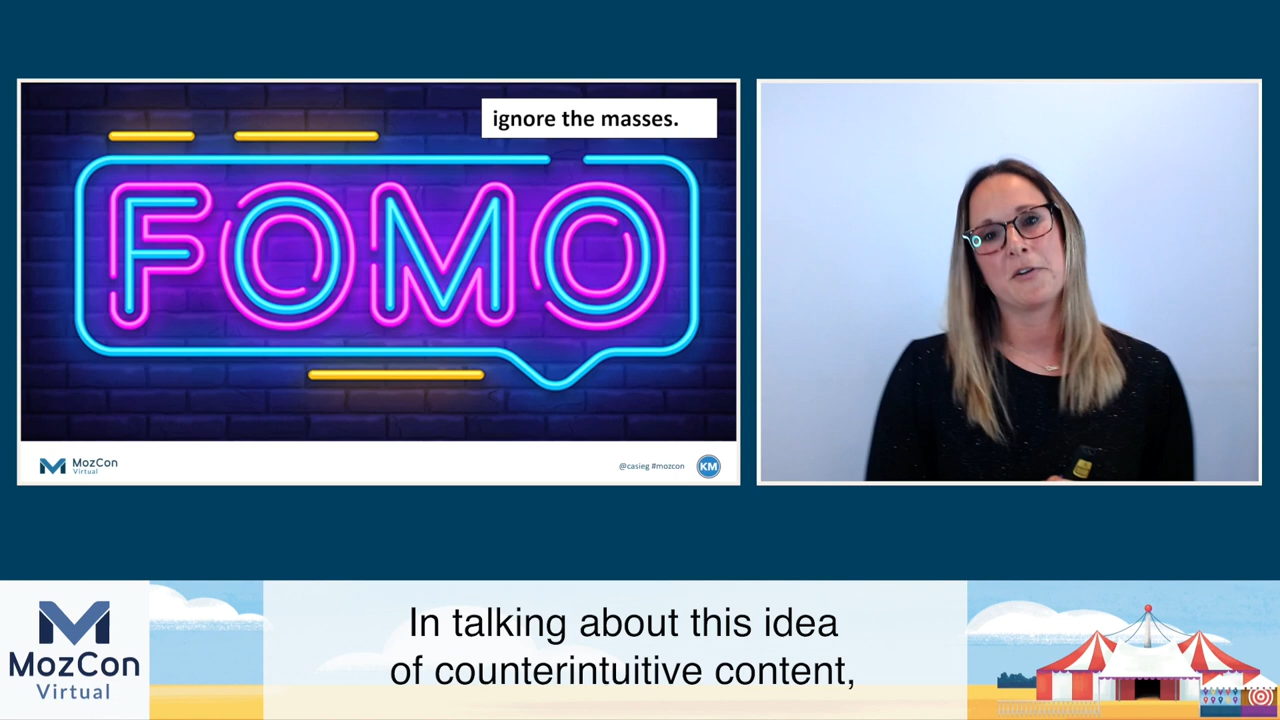 ignore the masses.
FOMO
MozCon
Virtual
@casieg #mozcon
KM
MozCon
Virtual
In talking about this idea
of counterintuitive content,